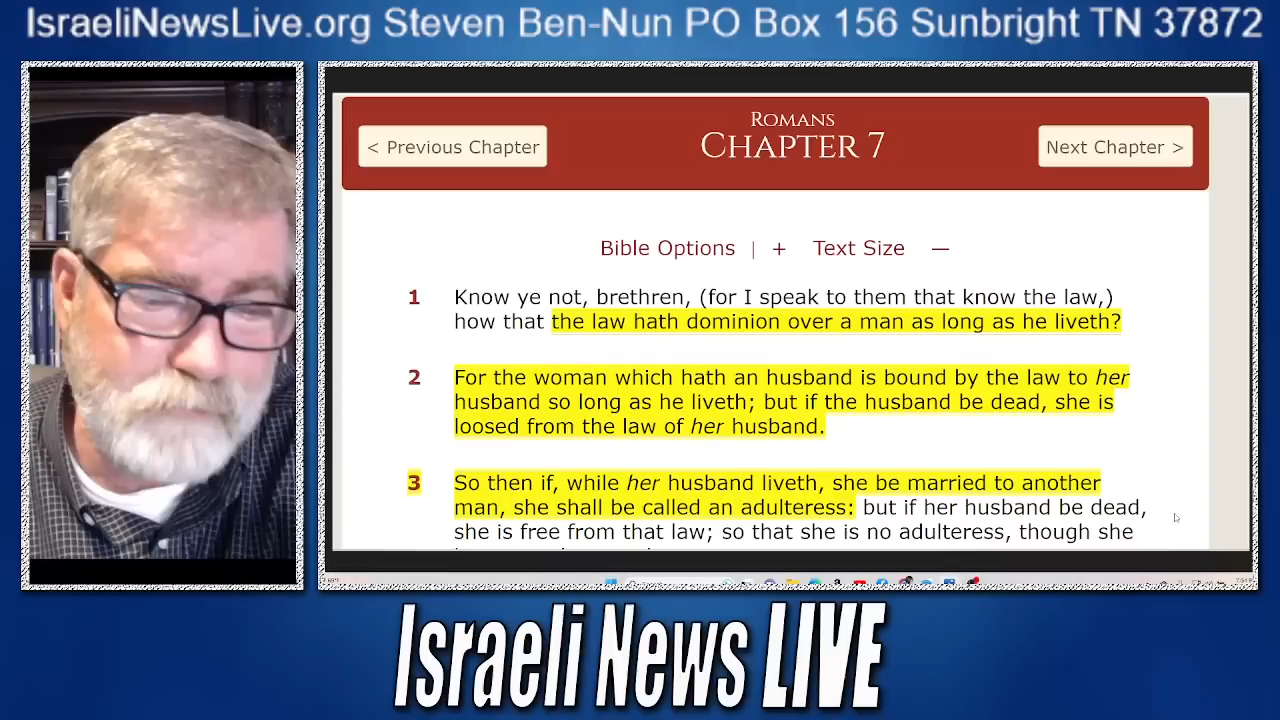 IsraeliNewsLive.org Steven Ben-Nun PO Box 156 Sunbright TN 37872
ROMANS
CHAPTER 7
< Previous Chapter
Next Chapter >
Bible Options | + Text Size —
1 Know ye not, brethren, (for I speak to them that know the law,)
how that the law hath dominion over a man as long as he liveth?
2 For the woman which hath an husband is bound by the law to her
husband so long as he liveth; but if the husband be dead, she is
loosed from the law of her husband.
3 So then if, while her husband liveth, she be married to another
man, she shall be called an adulteress: but if her husband be dead,
she is free from that law; so that she is no adulteress, though she
Israeli News LIVE